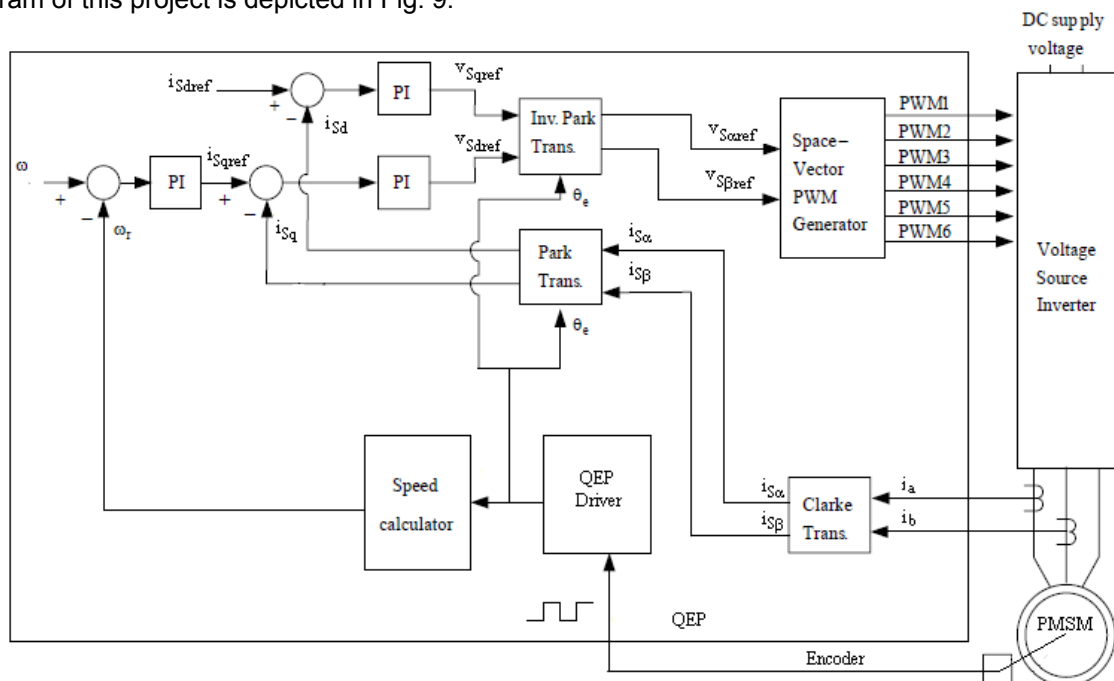 ram of this project is depicted in Fig. 9.
DC supply
voltage
iSdref
+
−
iSd
PI
vSqref
Inv. Park
Trans.
vSαref
vSβref
Space−
Vector
PWM
Generator
PWM1
PWM2
PWM3
PWM4
PWM5
PWM6
ω
+
−
ωr
PI
iSqref
+
−
iSq
PI
vSdref
θe
Park
Trans.
iSα
iSβ
θe
Voltage
Source
Inverter
Speed
calculator
QEP
Driver
iSα
iSβ
Clarke
Trans.
ia
ib
QEP
PMSM
Encoder